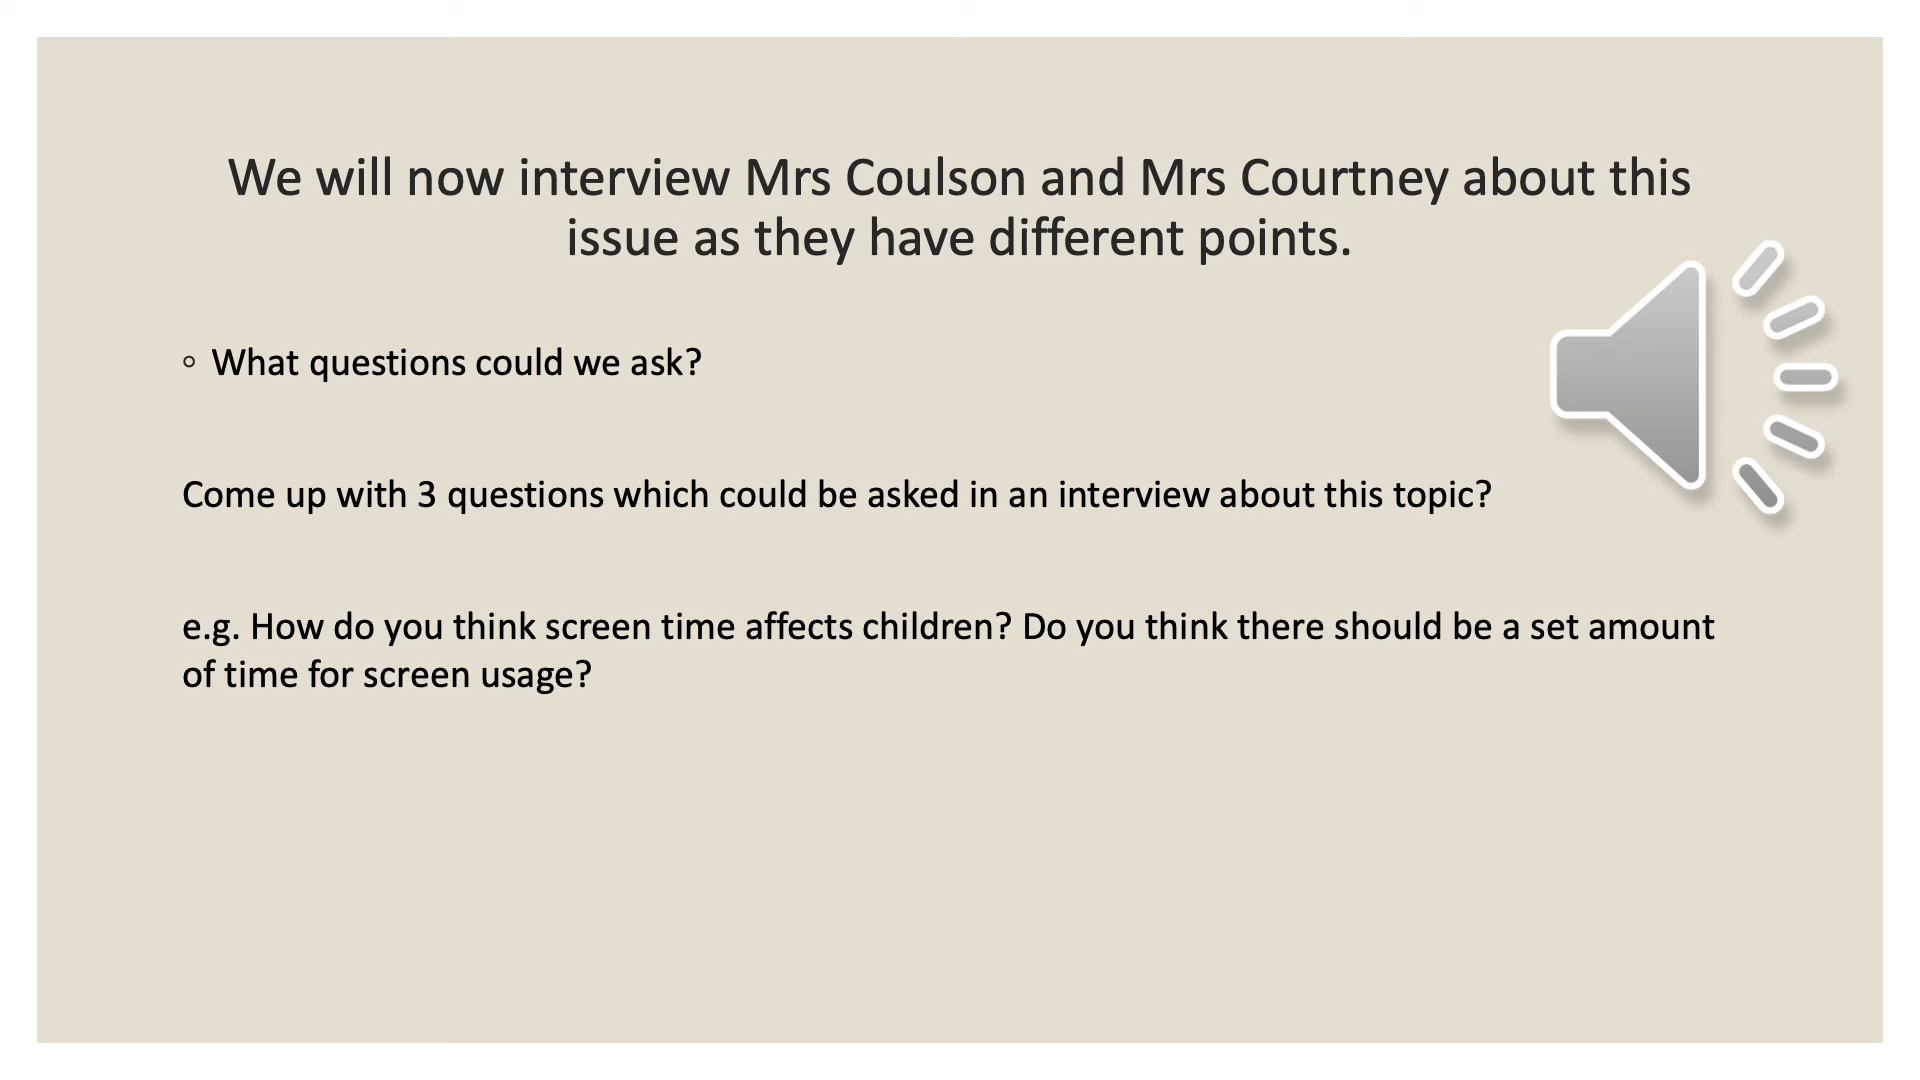 We will now interview Mrs Coulson and Mrs Courtney about this
issue as they have different points.
◦ What questions could we ask?
Come up with 3 questions which could be asked in an interview about this topic?
e.g. How do you think screen time affects children? Do you think there should be a set amount
of time for screen usage?